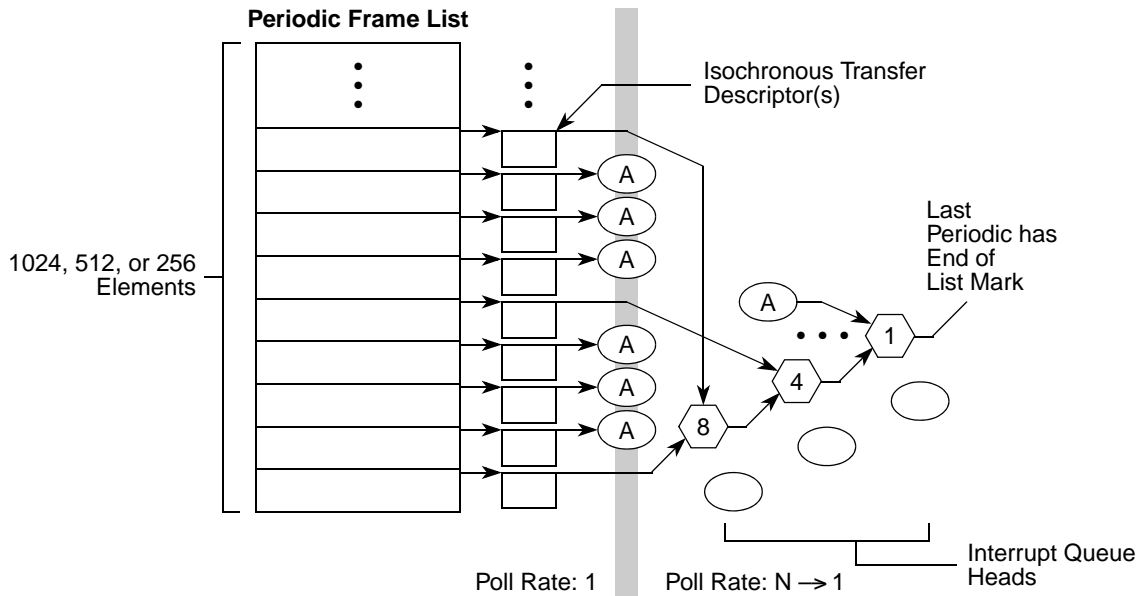 Periodic Frame List
Isochronous Transfer
Descriptor(s)
A
A
A
1024, 512, or 256
Elements
Last
Periodic has
End of
List Mark
A
1
A
4
A
A
8
Interrupt Queue
Heads
Poll Rate: 1
Poll Rate: N → 1